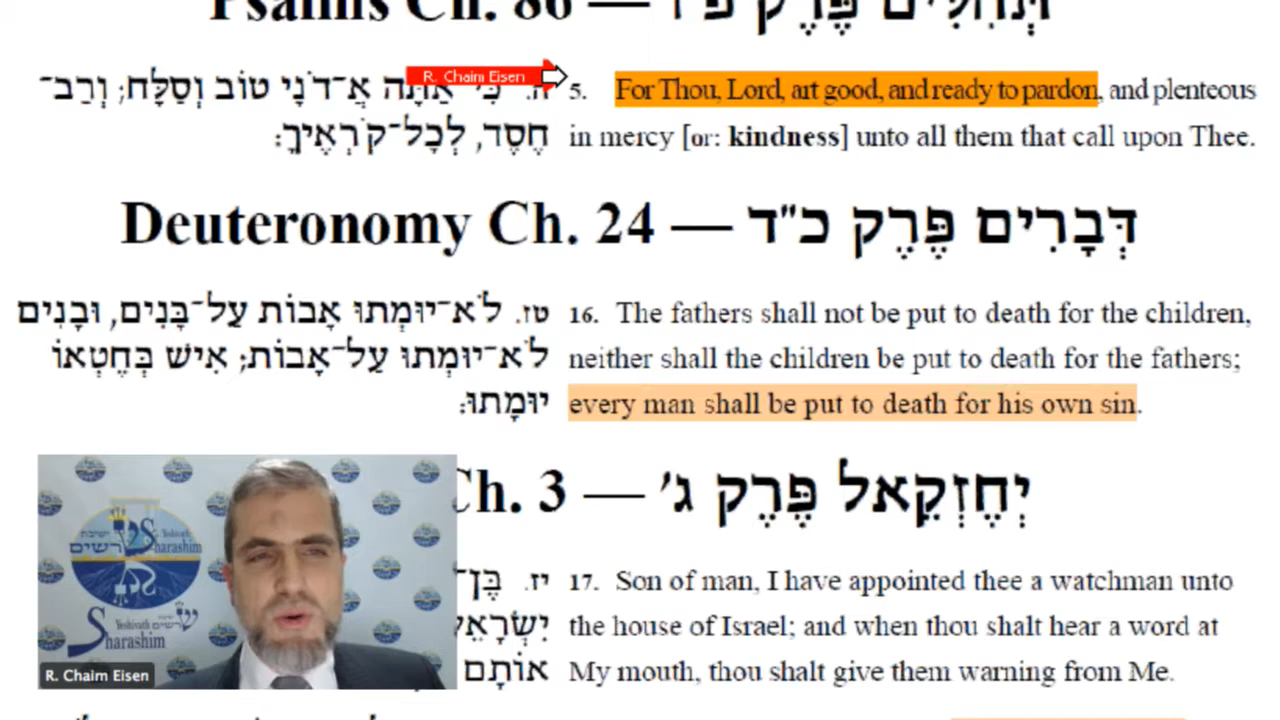 Psalms Ch. 86 — תְּהִלִּים פֶּרֶק פ״ו
R. Chaim Eisen
ה. כִּי־אַתָּה אֲ־דֹנָי טוֹב וְסַלָּח; וְרַב־
חֶסֶד, לְכָל־קֹרְאֶיךָ:
5. For Thou, Lord, art good, and ready to pardon, and plenteous
in mercy [or: kindness] unto all them that call upon Thee.
Deuteronomy Ch. 24 — דְּבָרִים פֶּרֶק כ״ד
טז. לֹא־יוּמְתוּ אָבוֹת עַל־בָּנִים, וּבָנִים
לֹא־יוּמְתוּ עַל־אָבוֹת; אִישׁ בְּחֶטְאוֹ
יוּמָתוּ:
16. The fathers shall not be put to death for the children,
neither shall the children be put to death for the fathers;
every man shall be put to death for his own sin.
Ch. 3 — יְחֶזְקֵאל פֶּרֶק ג׳
יז. בֶּן־
יִשְׂרָאֵל
אוֹתָם
17. Son of man, I have appointed thee a watchman unto
the house of Israel; and when thou shalt hear a word at
My mouth, thou shalt give them warning from Me.
ישיבת שרשים
Yeshivath Sharashim
Yeshivath
Sharashim
R. Chaim Eisen